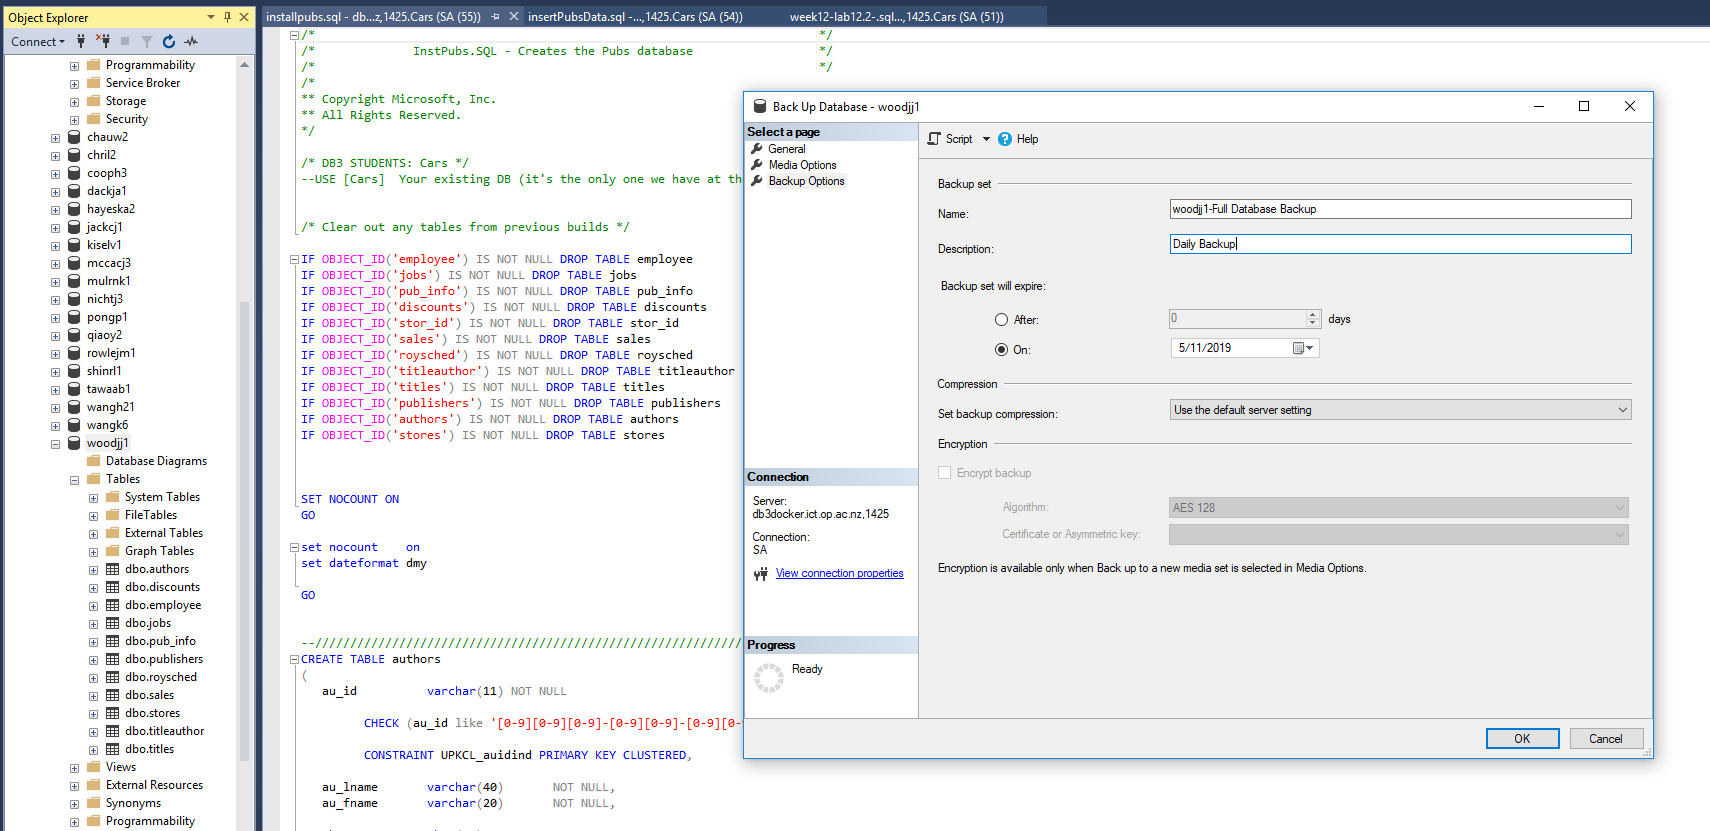 Object Explorer
Connect
Programmability
Service Broker
Storage
Security
chauw2
chril2
cooph3
dackja1
hayeska2
jackcj1
kiselv1
mccacj3
mulrnk1
nichtj3
pongp1
qiaoy2
rowlejm1
shinrl1
tawaab1
wangh21
wangk6
woodjj1
Database Diagrams
Tables
System Tables
FileTables
External Tables
Graph Tables
dbo.authors
dbo.discounts
dbo.employee
dbo.jobs
dbo.pub_info
dbo.publishers
dbo.roysched
dbo.sales
dbo.stores
dbo.titleauthor
dbo.titles
Views
External Resources
Synonyms
Programmability
installpubs.sql - db...z,1425.Cars (SA (55))
insertPubsData.sql -...,1425.Cars (SA (54))
week12-lab12.2-.sql...,1425.Cars (SA (51))
/* */
/* InstPubs.SQL - Creates the Pubs database */
/* */
/*
** Copyright Microsoft, Inc.
** All Rights Reserved.
*/
/* DB3 STUDENTS: Cars */
--USE [Cars] Your existing DB (it's the only one we have at th
/* Clear out any tables from previous builds */
IF OBJECT_ID('employee') IS NOT NULL DROP TABLE employee
IF OBJECT_ID('jobs') IS NOT NULL DROP TABLE jobs
IF OBJECT_ID('pub_info') IS NOT NULL DROP TABLE pub_info
IF OBJECT_ID('discounts') IS NOT NULL DROP TABLE discounts
IF OBJECT_ID('stor_id') IS NOT NULL DROP TABLE stor_id
IF OBJECT_ID('sales') IS NOT NULL DROP TABLE sales
IF OBJECT_ID('roysched') IS NOT NULL DROP TABLE roysched
IF OBJECT_ID('titleauthor') IS NOT NULL DROP TABLE titleauthor
IF OBJECT_ID('titles') IS NOT NULL DROP TABLE titles
IF OBJECT_ID('publishers') IS NOT NULL DROP TABLE publishers
IF OBJECT_ID('authors') IS NOT NULL DROP TABLE authors
IF OBJECT_ID('stores') IS NOT NULL DROP TABLE stores
SET NOCOUNT ON
GO
set nocount on
set dateformat dmy
GO
--/////////////////////////////////////////////////////////////
CREATE TABLE authors
(
au_id varchar(11) NOT NULL
CHECK (au_id like '[0-9][0-9][0-9]-[0-9][0-9]-[0-9][0-
CONSTRAINT UPKCL_auidind PRIMARY KEY CLUSTERED,
au_lname varchar(40) NOT NULL,
au_fname varchar(20) NOT NULL,
Back Up Database - woodjj1
Select a page
General
Media Options
Backup Options
Connection
Server:
db3docker.ict.op.ac.nz,1425
Connection:
SA
View connection properties
Progress
Ready
Script
Help
Backup set
Name: woodjj1-Full Database Backup
Description: Daily Backup
Backup set will expire:
After: 0 days
On: 5/11/2019
Compression
Set backup compression: Use the default server setting
Encryption
Encrypt backup
Algorithm: AES 128
Certificate or Asymmetric key:
Encryption is available only when Back up to a new media set is selected in Media Options.
OK
Cancel